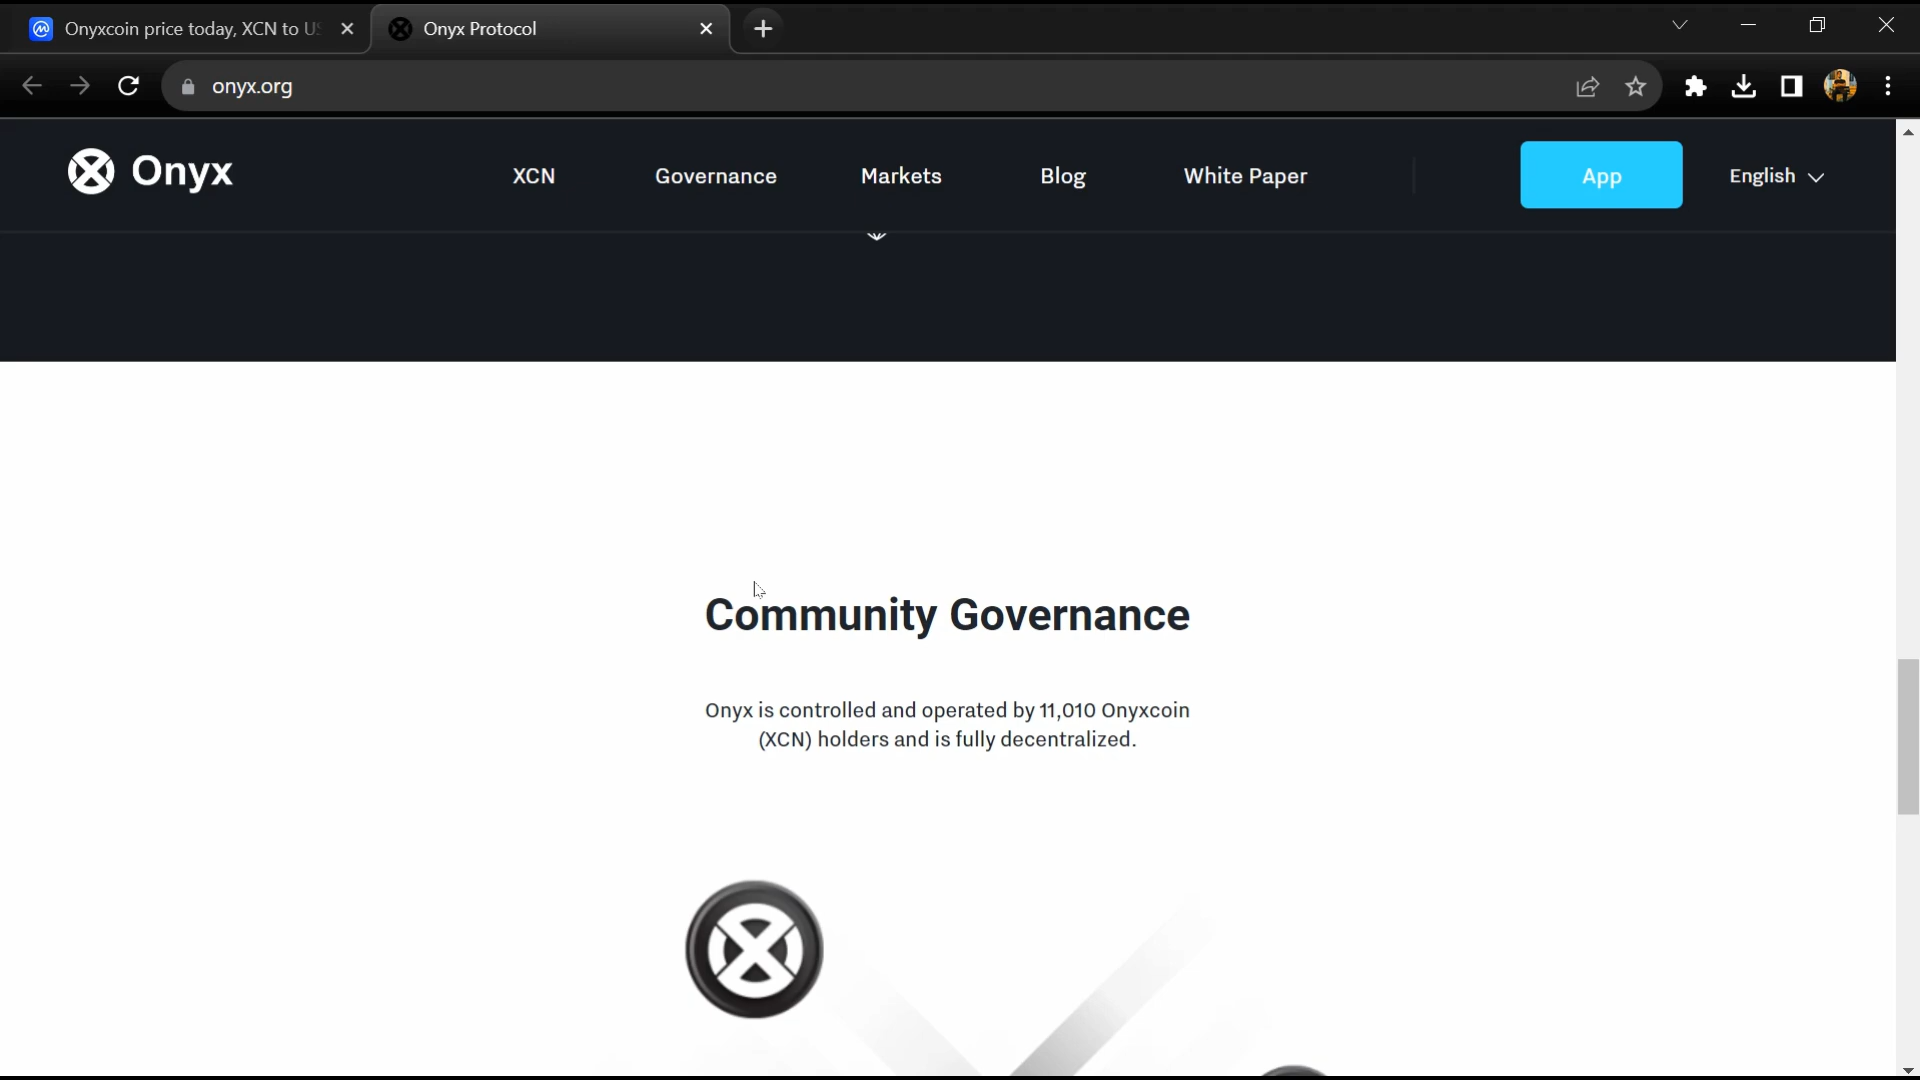 Onyxcoin price today, XCN to US
Onyx Protocol
onyx.org
Onyx
XCN
Governance
Markets
Blog
White Paper
App
English
Community Governance
Onyx is controlled and operated by 11,010 Onyxcoin
(XCN) holders and is fully decentralized.